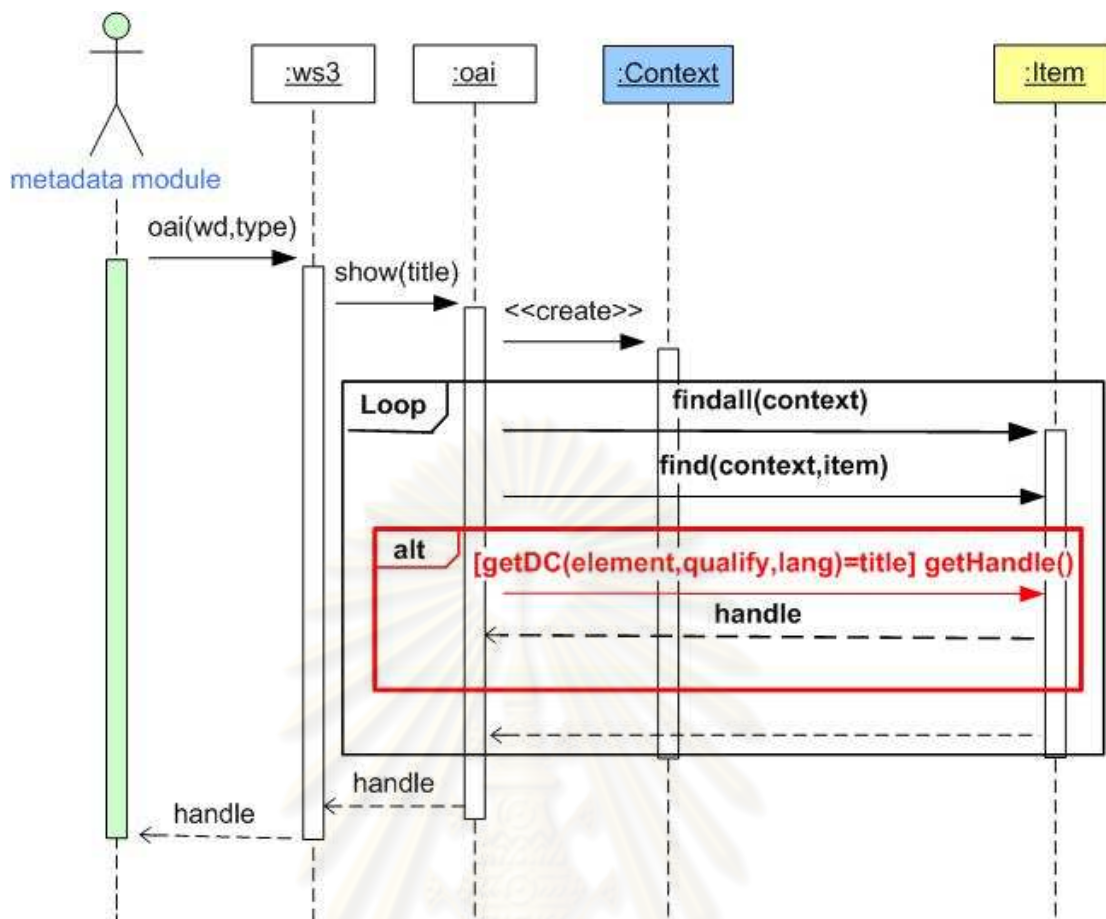 :ws3
:oai
:Context
:Item
metadata module
oai(wd,type)
show(title)
<<create>>
Loop
findall(context)
find(context,item)
alt
[getDC(element,qualify,lang)=title] getHandle()
handle
handle
handle